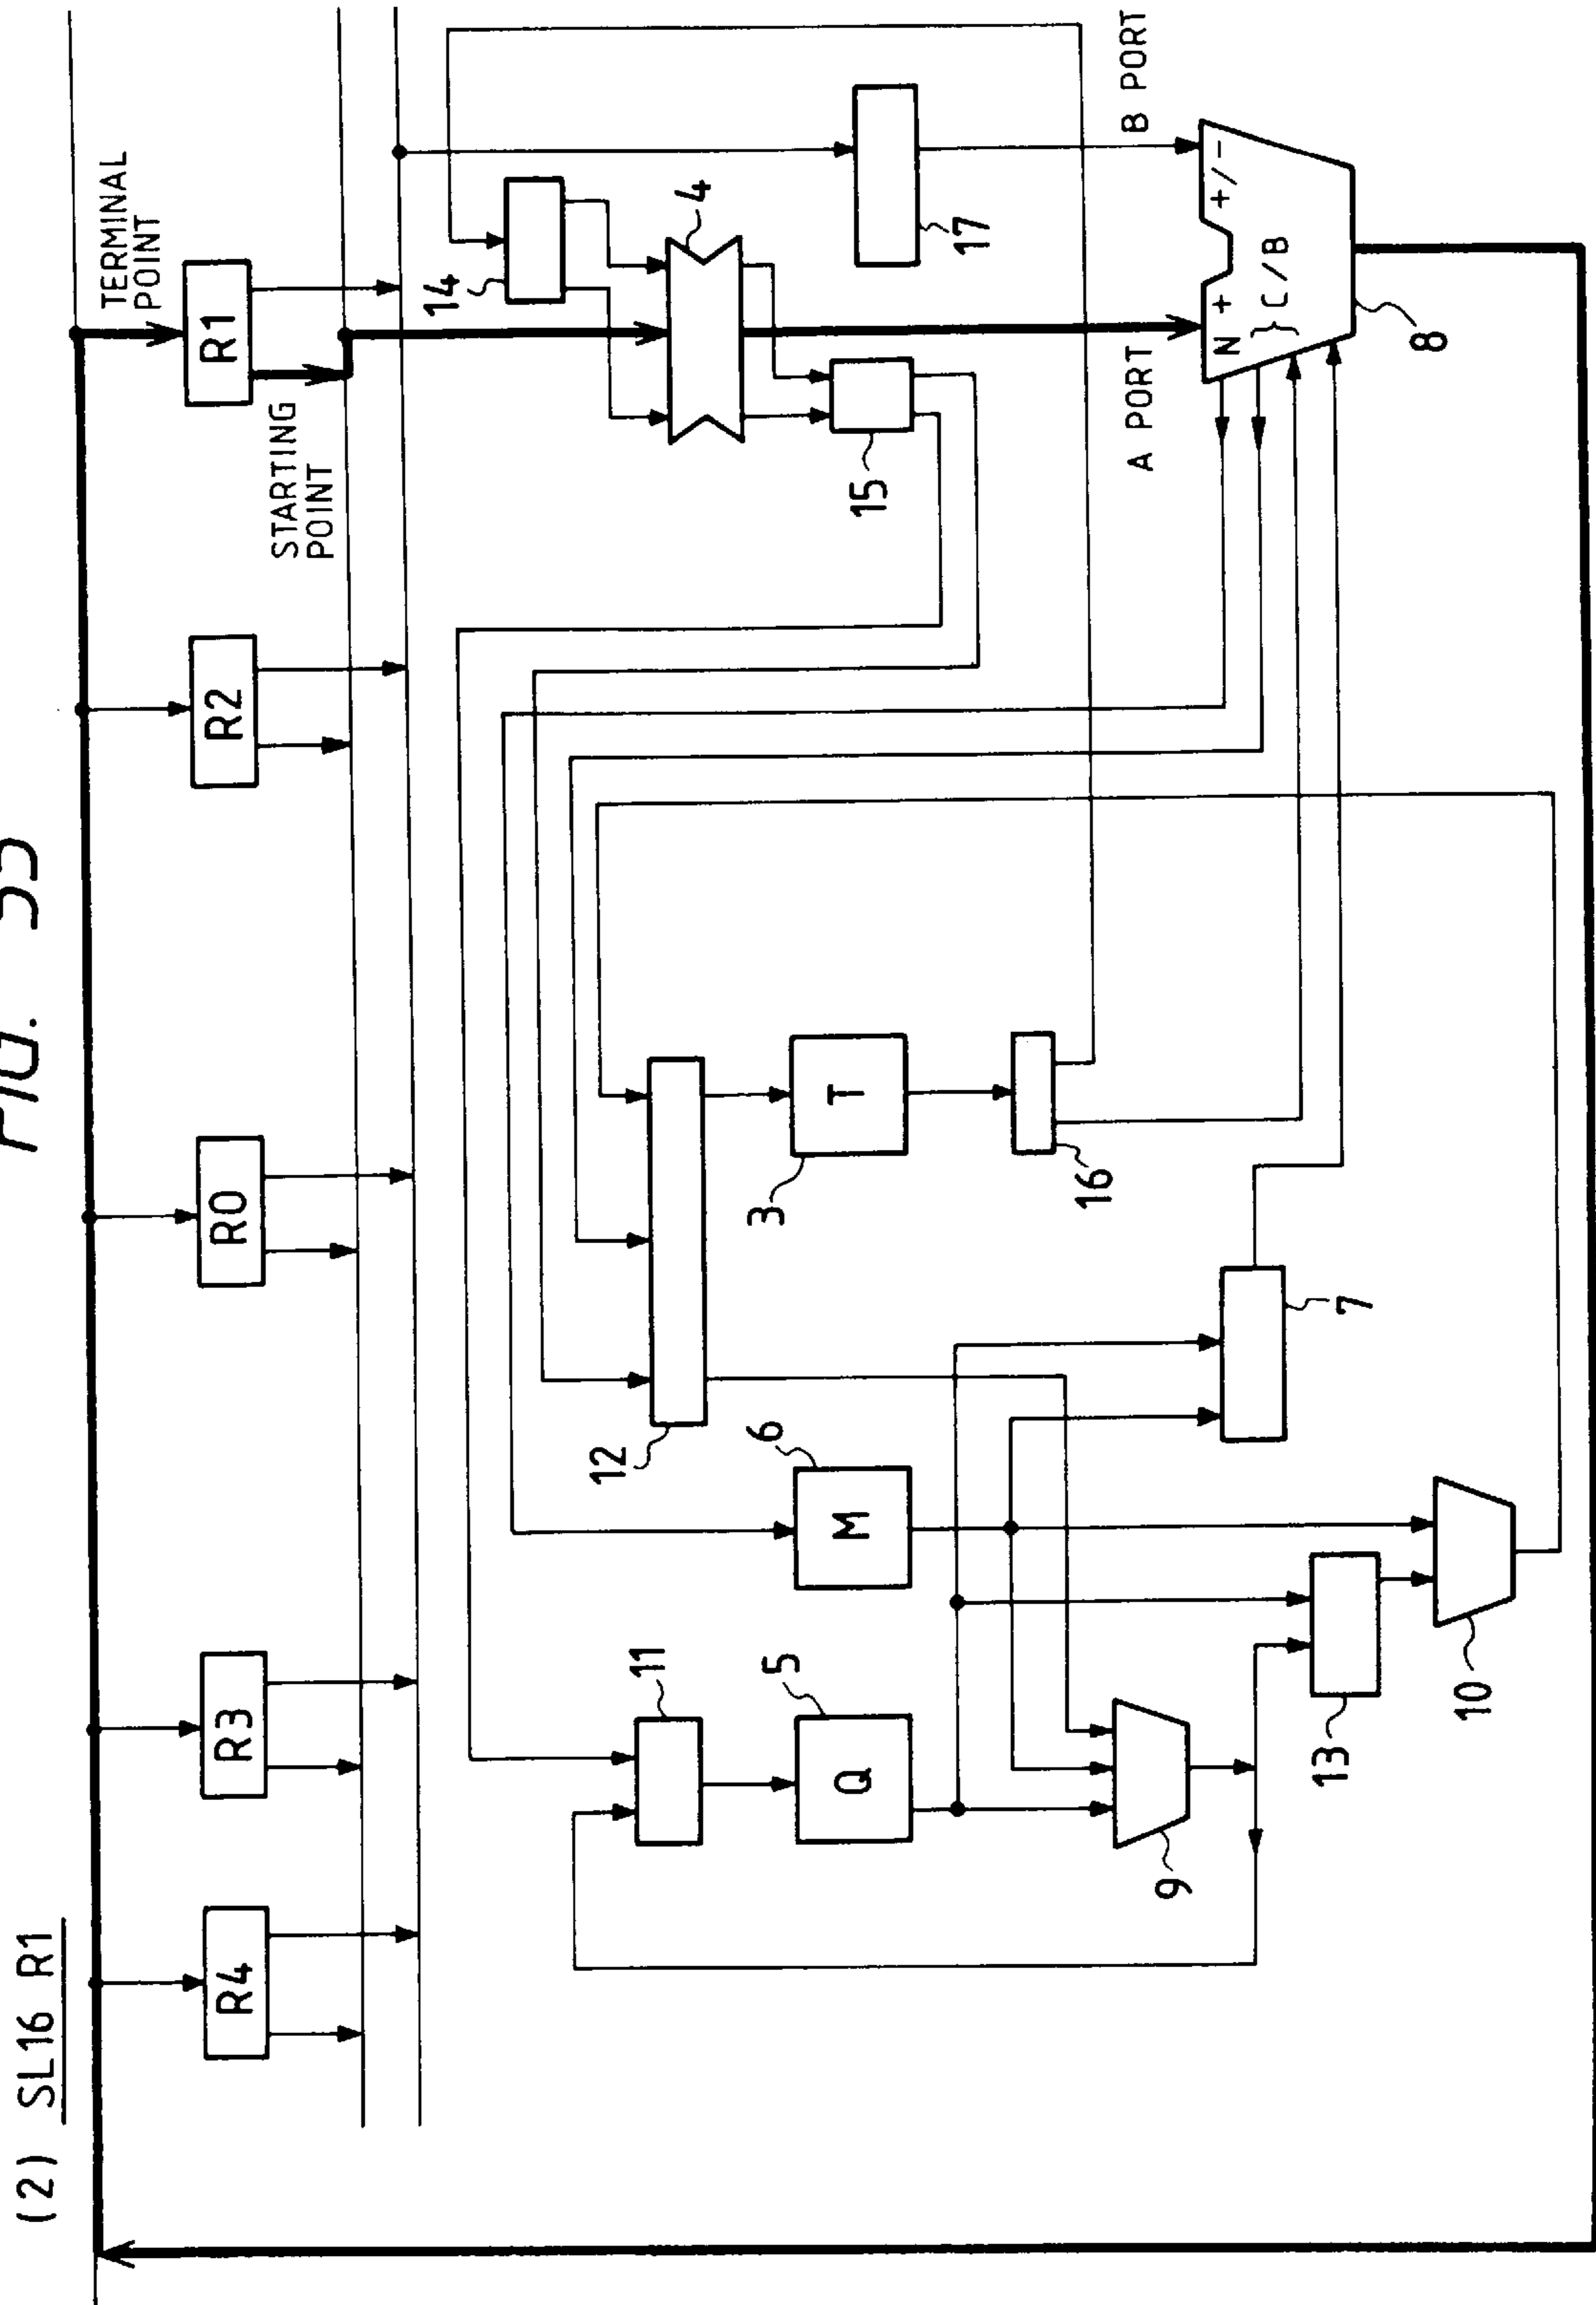 FIG.
(2) SL16 R1
TERMINAL
POINT
R4
R3
R0
R2
R1
STARTING
POINT
14
4
11
12
5
6
3
15
17
Q
M
T
9
16
A PORT
B PORT
N
+
+/-
} C/B
7
13
10
8